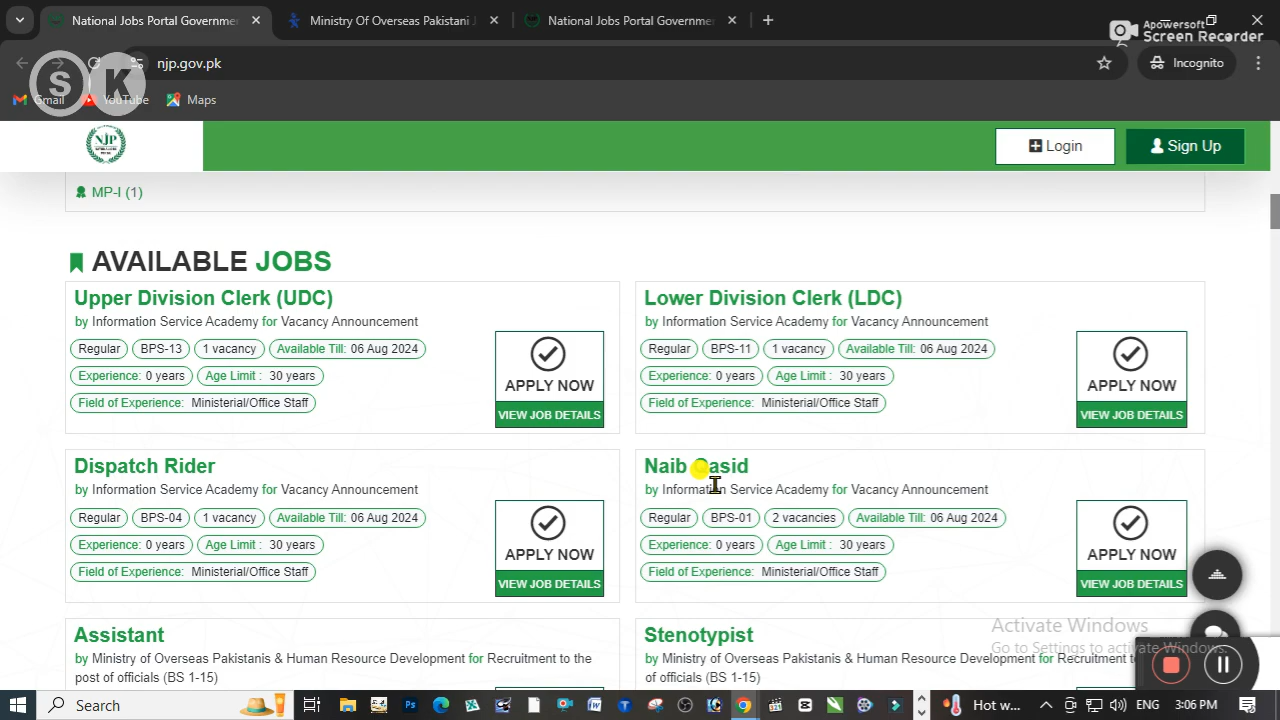 National Jobs Portal Governme
Ministry Of Overseas Pakistani J
National Jobs Portal Governme
Apowersoft
Screen Recorder
njp.gov.pk
Incognito
S K
Gmail
YouTube
Maps
NJP
Login
Sign Up
MP-I (1)
AVAILABLE JOBS
Upper Division Clerk (UDC)
by Information Service Academy for Vacancy Announcement
Regular
BPS-13
1 vacancy
Available Till: 06 Aug 2024
Experience: 0 years
Age Limit : 30 years
Field of Experience: Ministerial/Office Staff
APPLY NOW
VIEW JOB DETAILS
Lower Division Clerk (LDC)
by Information Service Academy for Vacancy Announcement
Regular
BPS-11
1 vacancy
Available Till: 06 Aug 2024
Experience: 0 years
Age Limit : 30 years
Field of Experience: Ministerial/Office Staff
APPLY NOW
VIEW JOB DETAILS
Dispatch Rider
by Information Service Academy for Vacancy Announcement
Regular
BPS-04
1 vacancy
Available Till: 06 Aug 2024
Experience: 0 years
Age Limit : 30 years
Field of Experience: Ministerial/Office Staff
APPLY NOW
VIEW JOB DETAILS
Naib Qasid
by Information Service Academy for Vacancy Announcement
Regular
BPS-01
2 vacancies
Available Till: 06 Aug 2024
Experience: 0 years
Age Limit : 30 years
Field of Experience: Ministerial/Office Staff
APPLY NOW
VIEW JOB DETAILS
Assistant
by Ministry of Overseas Pakistanis & Human Resource Development for Recruitment to the
post of officials (BS 1-15)
Stenotypist
by Ministry of Overseas Pakistanis & Human Resource Development for Recruitment to
of officials (BS 1-15)
Activate Windows
Go to Settings to activate Windows.
Search
Hot w...
ENG
3:06 PM